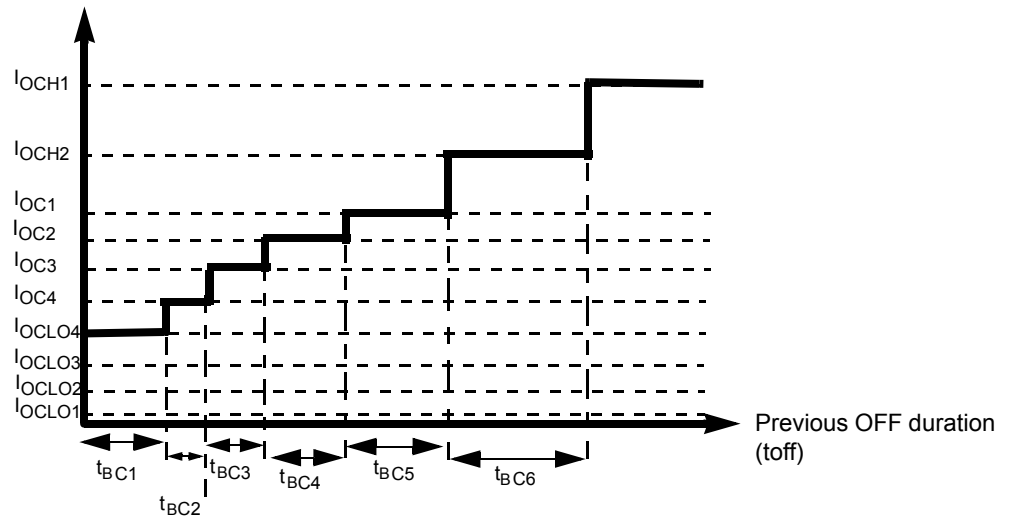 IOCH1
IOCH2
IOC1
IOC2
IOC3
IOC4
IOCLO4
IOCLO3
IOCLO2
IOCLO1
Previous OFF duration
(toff)
tBC1
tBC2
tBC3
tBC4
tBC5
tBC6